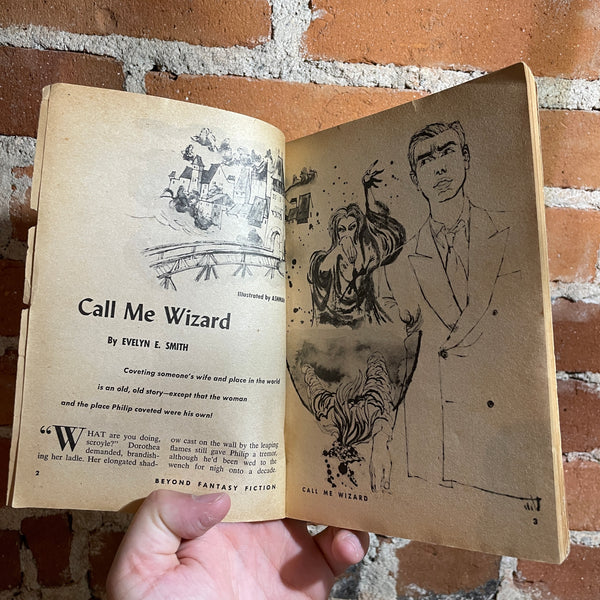 Illustrated by ASHMAN
Call Me Wizard
By EVELYN E. SMITH
Coveting someone's wife and place in the world
is an old, old story—except that the woman
and the place Philip coveted were his own!
"WHAT are you doing,
scroyle?" Dorothea
demanded, brandish-
ing her ladle. Her elongated shad-
ow cast on the wall by the leaping
flames still gave Philip a tremor,
although he'd been wed to the
wench for nigh onto a decade.
2
BEYOND FANTASY FICTION
CALL ME WIZARD
3